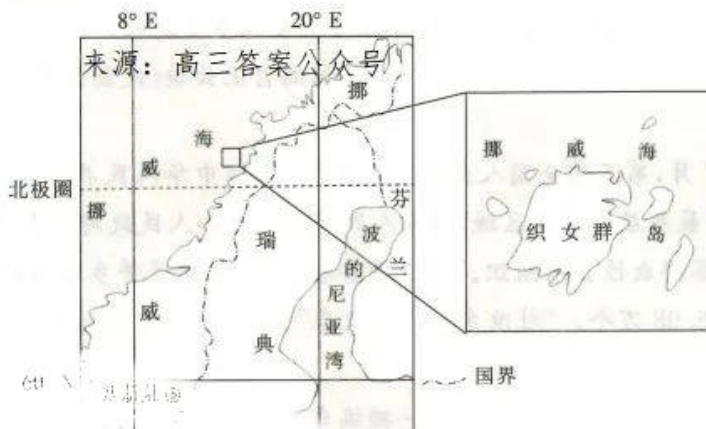 8° E
20° E
来源：高三答案公众号
挪
海
威
北极圈
挪
芬
瑞
波
兰
的
尼
亚
湾
威
典
国界
挪 威 海
织女群岛